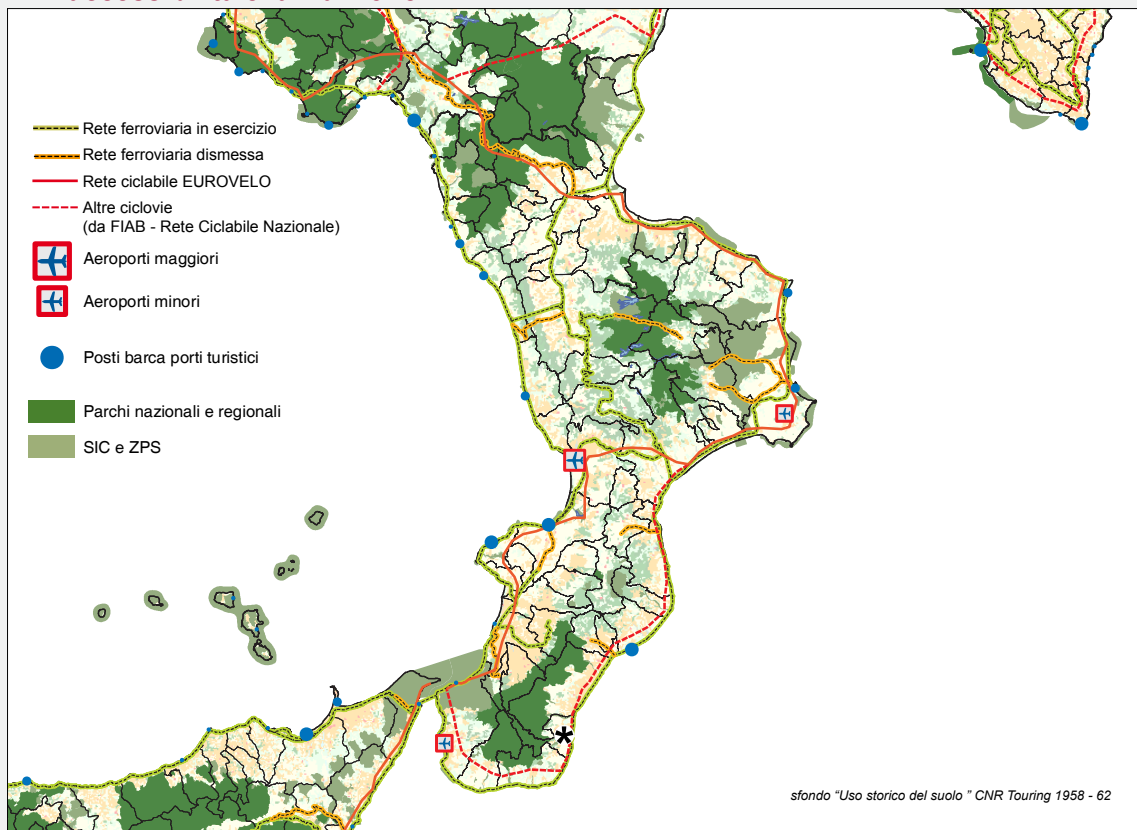 Rete ferroviaria in esercizio
Rete ferroviaria dismessa
Rete ciclabile EUROVELO
Altre ciclovie
(da FIAB - Rete Ciclabile Nazionale)
Aeroporti maggiori
Aeroporti minori
Posti barca porti turistici
Parchi nazionali e regionali
SIC e ZPS
*
sfondo “Uso storico del suolo ” CNR Touring 1958 - 62